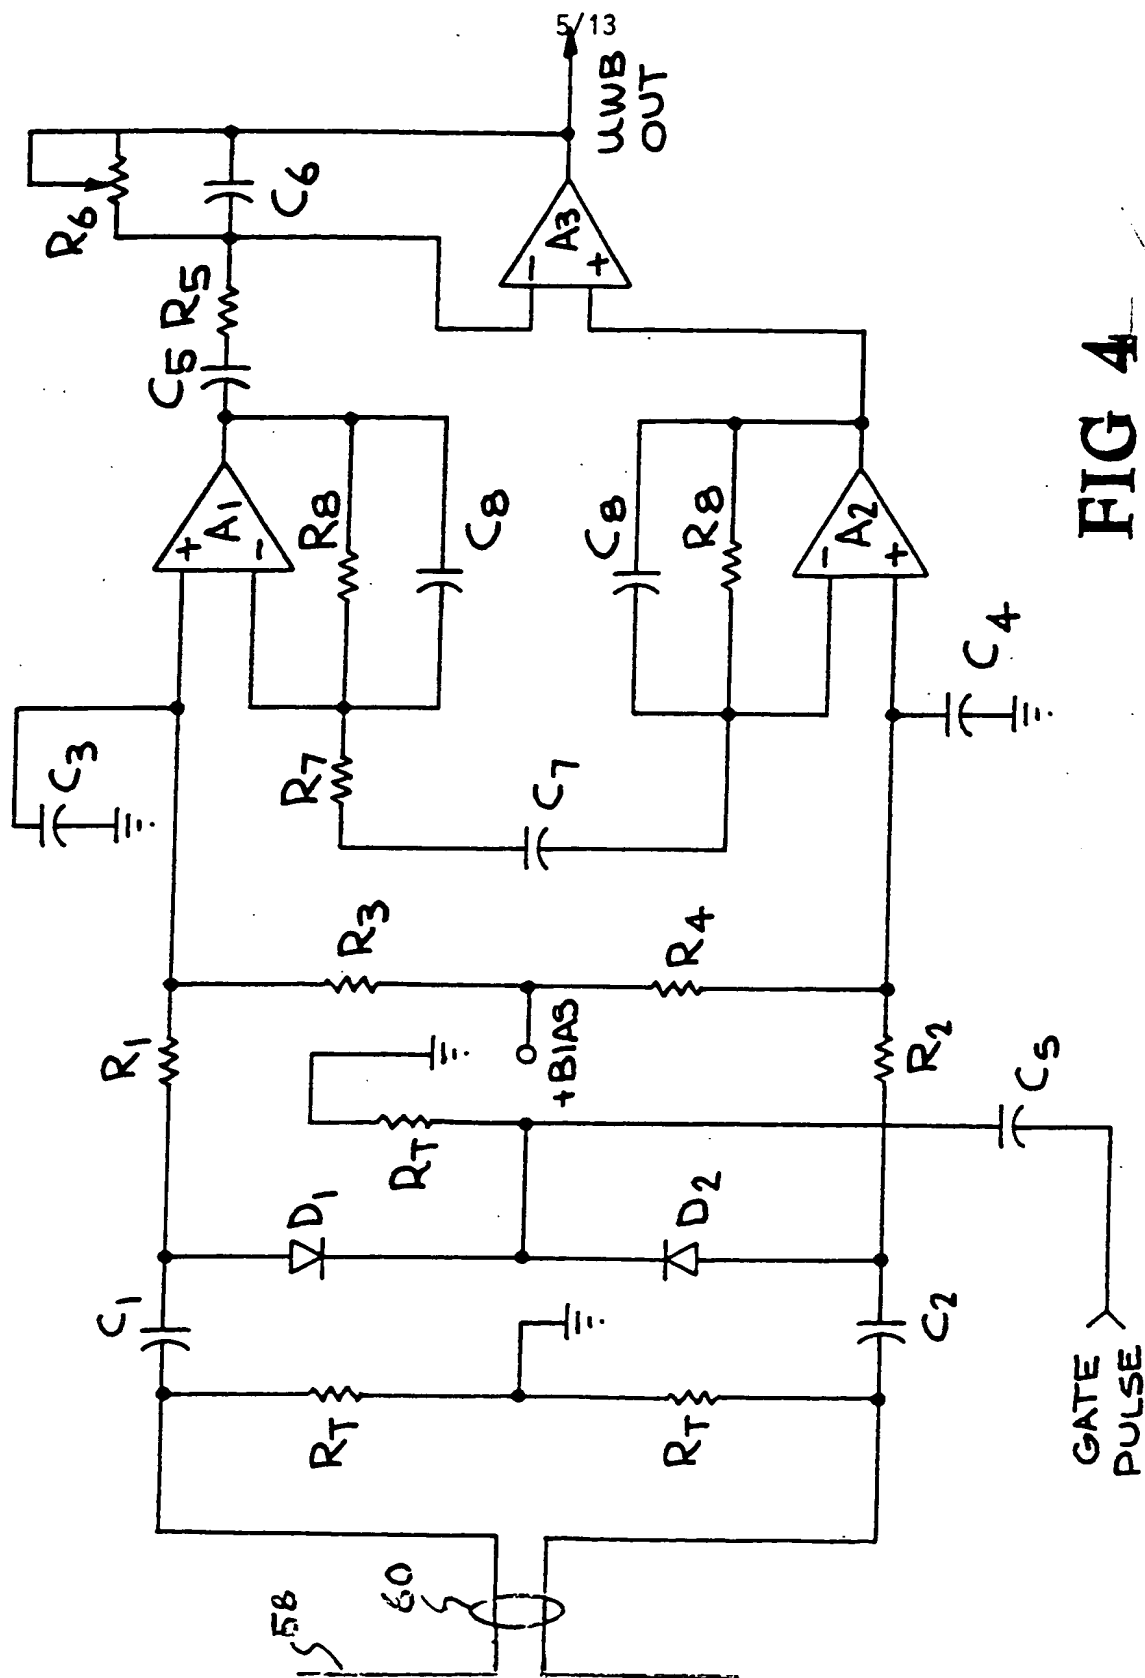 5/13
58
60
RT
RT
C1
C2
D1
D2
RT
GATE
PULSE
C5
R1
R2
+BIAS
R3
R4
C3
C4
R7
C7
R8
C8
C8
R8
+
A1
-
-
A2
+
C5
R5
R6
C6
-
A3
+
UWB
OUT
FIG 4